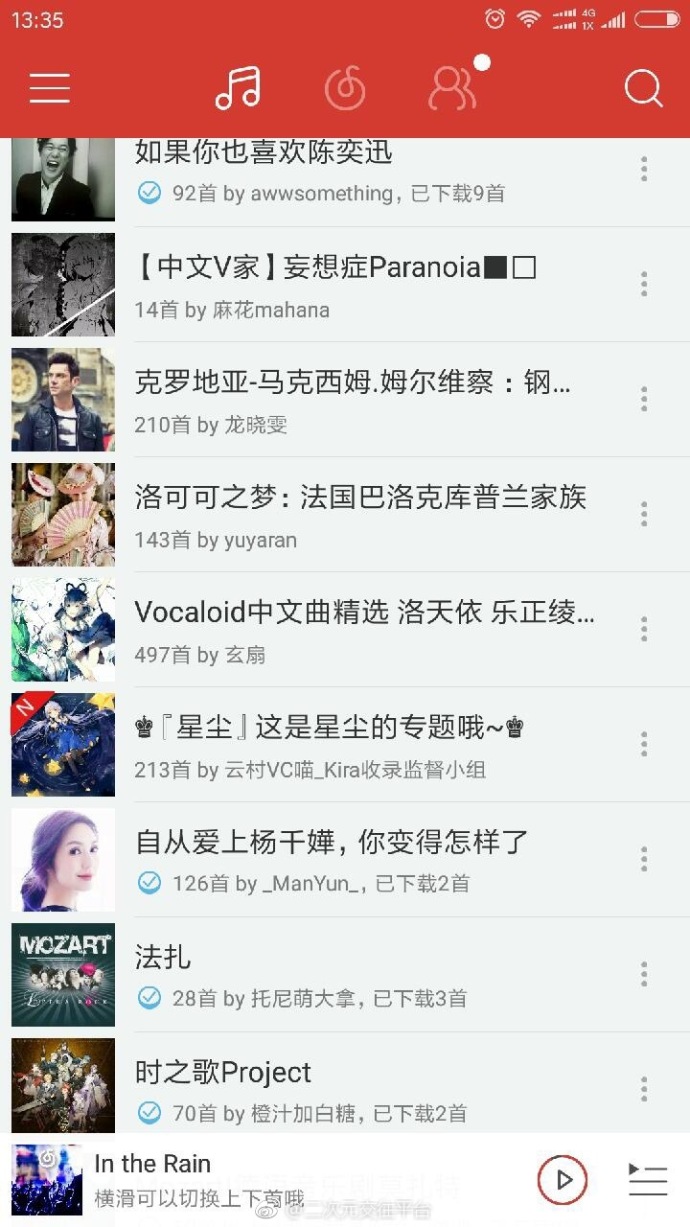 13:35
4G
1X
如果你也喜欢陈奕迅
92首 by awwsomething，已下载9首
【中文V家】妄想症Paranoia■□
14首 by 麻花mahana
克罗地亚-马克西姆.姆尔维察：钢...
210首 by 龙晓雯
洛可可之梦：法国巴洛克库普兰家族
143首 by yuyaran
Vocaloid中文曲精选 洛天依 乐正绫...
497首 by 玄扇
N
♚『星尘』这是星尘的专题哦~♚
213首 by 云村VC喵_Kira收录监督小组
自从爱上杨千嬅，你变得怎样了
126首 by _ManYun_，已下载2首
MOZART
L'OPÉRA ROCK
法扎
28首 by 托尼萌大拿，已下载3首
时之歌Project
70首 by 橙汁加白糖，已下载2首
In the Rain
横滑可以切换上下首哦
@二次元交往平台